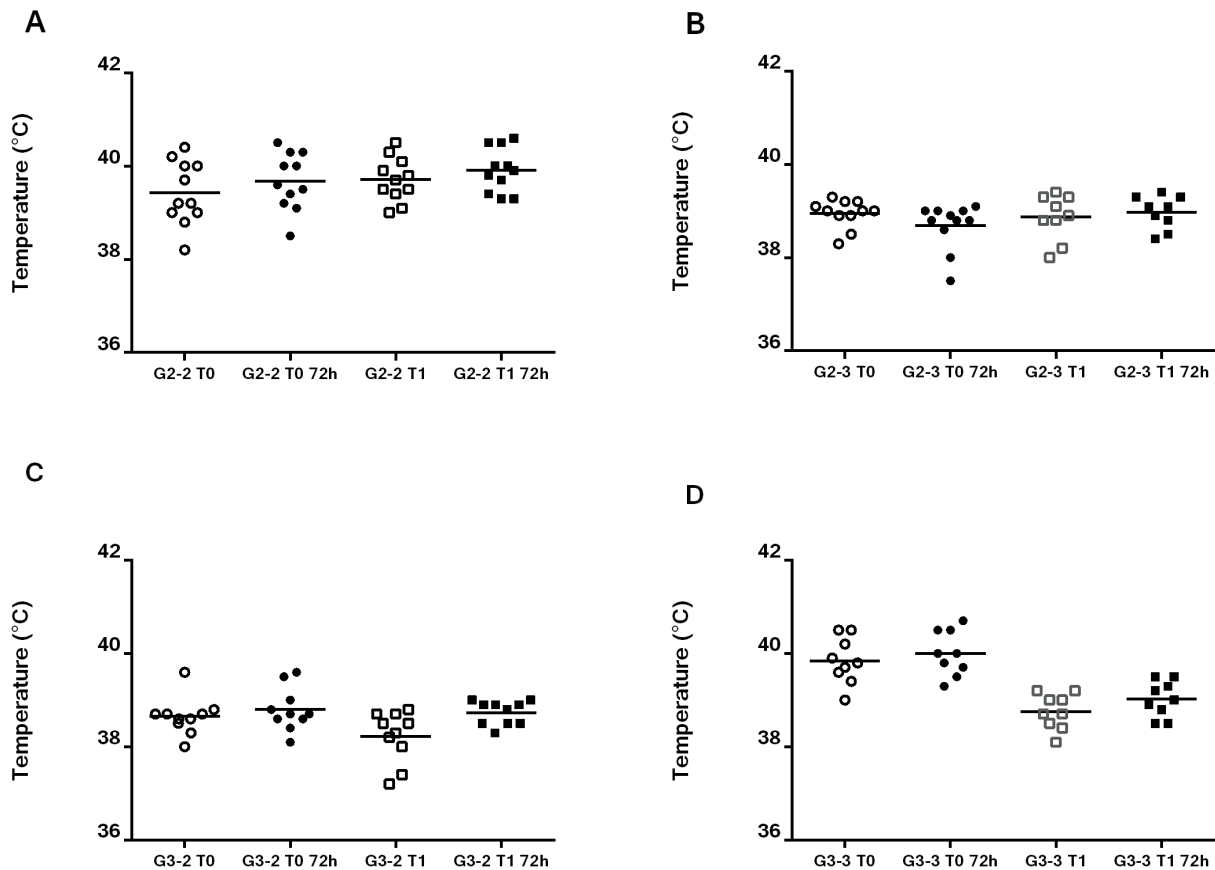 A
Temperature (°C)
42
40
38
36
G2-2 T0
G2-2 T0 72h
G2-2 T1
G2-2 T1 72h
B
Temperature (°C)
42
40
38
36
G2-3 T0
G2-3 T0 72h
G2-3 T1
G2-3 T1 72h
C
Temperature (°C)
42
40
38
36
G3-2 T0
G3-2 T0 72h
G3-2 T1
G3-2 T1 72h
D
Temperature (°C)
42
40
38
36
G3-3 T0
G3-3 T0 72h
G3-3 T1
G3-3 T1 72h